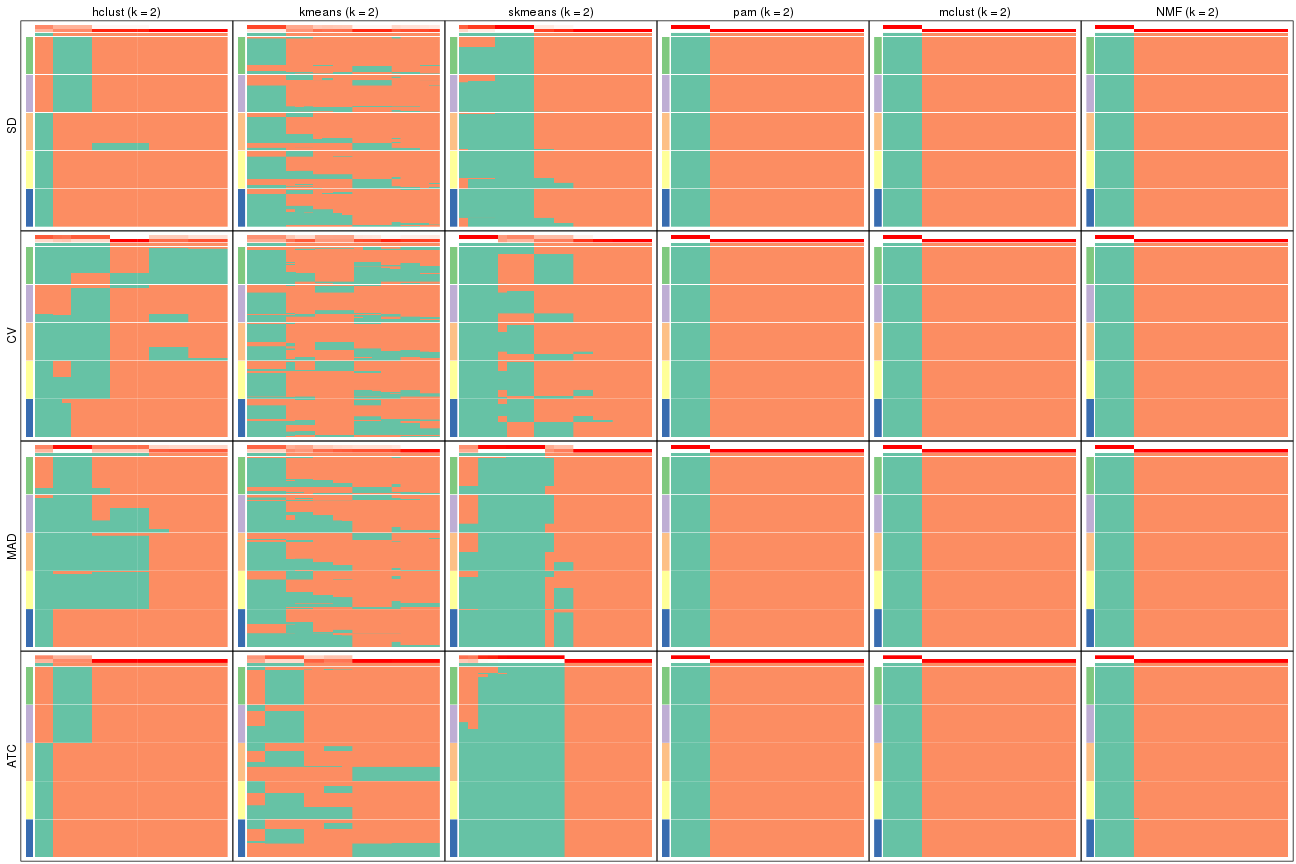 hclust (k = 2)
kmeans (k = 2)
skmeans (k = 2)
pam (k = 2)
mclust (k = 2)
NMF (k = 2)
SD
CV
MAD
ATC